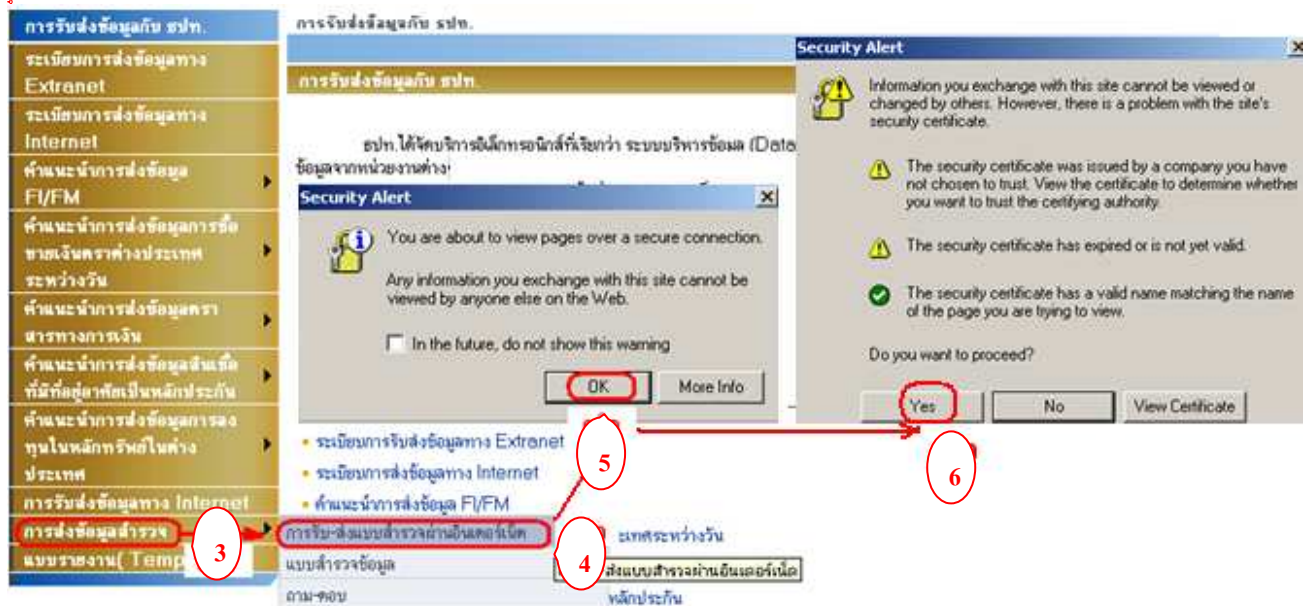 การรับส่งข้อมูลกับ ธปท.
ระเบียบการส่งข้อมูลทาง
Extranet
ระเบียบการส่งข้อมูลทาง
Internet
คำแนะนำการส่งข้อมูล
FI/FM
คำแนะนำการส่งข้อมูลการซื้อ
ขายเงินตราต่างประเทศ
ระหว่างวัน
คำแนะนำการส่งข้อมูลตรา
สารทางการเงิน
คำแนะนำการส่งข้อมูลสินเชื่อ
ที่มีที่อยู่อาศัยเป็นหลักประกัน
คำแนะนำการส่งข้อมูลการลง
ทุนในหลักทรัพย์ในต่าง
ประเทศ
การรับส่งข้อมูลทาง Internet
การส่งข้อมูลสำรวจ
3
แบบรายงาน( Temp
การรับส่งข้อมูลกับ ธปท.
การรับส่งข้อมูลกับ ธปท.
ธปท.ได้จัดบริการอิเล็กทรอนิกส์ที่เรียกว่า ระบบบริหารข้อมูล (Data
ข้อมูลจากหน่วยงานต่าง
Security Alert
You are about to view pages over a secure connection.
Any information you exchange with this site cannot be
viewed by anyone else on the Web.
In the future, do not show this warning
OK
More Info
5
• ระเบียบการรับส่งข้อมูลทาง Extranet
• ระเบียบการส่งข้อมูลทาง Internet
• คำแนะนำการส่งข้อมูล FI/FM
การรับ-ส่งแบบสำรวจผ่านอินเตอร์เน็ต
ะเทศระหว่างวัน
4
แบบสำรวจข้อมูล
ส่งแบบสำรวจผ่านอินเตอร์เน็ต
ถาม-ตอบ
หลักประกัน
Security Alert
Information you exchange with this site cannot be viewed or
changed by others. However, there is a problem with the site's
security certificate.
The security certificate was issued by a company you have
not chosen to trust. View the certificate to determine whether
you want to trust the certifying authority.
The security certificate has expired or is not yet valid.
The security certificate has a valid name matching the name
of the page you are trying to view.
Do you want to proceed?
Yes
No
View Certificate
6